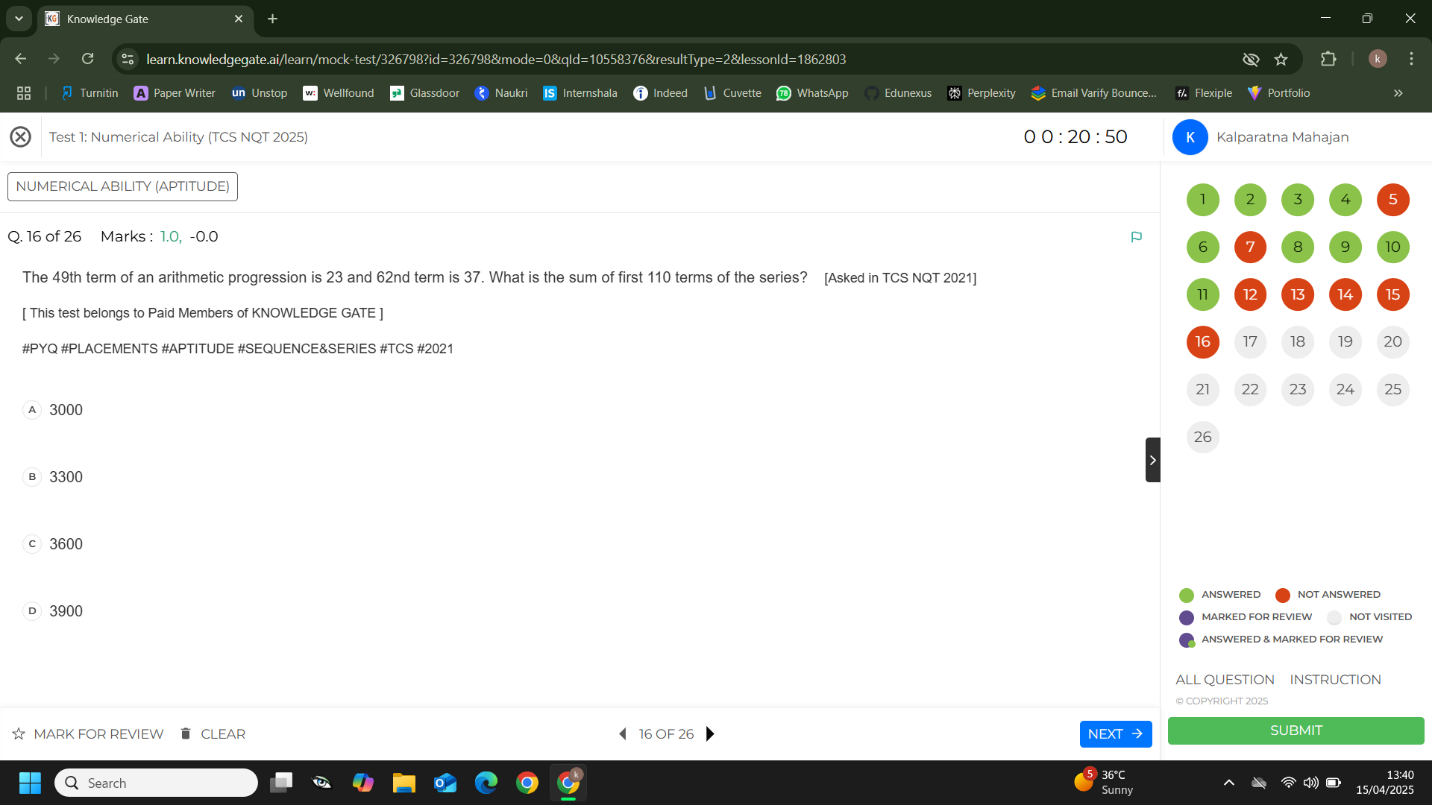 Knowledge Gate
learn.knowledgegate.ai/learn/mock-test/326798?id=326798&mode=0&qId=10558376&resultType=2&lessonId=1862803
k
Turnitin
A Paper Writer
un Unstop
w: Wellfound
Glassdoor
Naukri
IS Internshala
Indeed
Cuvette
78 WhatsApp
Edunexus
Perplexity
Email Varify Bounce...
f/. Flexiple
Portfolio
»
Test 1: Numerical Ability (TCS NQT 2025)
0 0 : 20 : 50
K Kalparatna Mahajan
NUMERICAL ABILITY (APTITUDE)
Q. 16 of 26 Marks : 1.0, -0.0
The 49th term of an arithmetic progression is 23 and 62nd term is 37. What is the sum of first 110 terms of the series? [Asked in TCS NQT 2021]
[ This test belongs to Paid Members of KNOWLEDGE GATE ]
#PYQ #PLACEMENTS #APTITUDE #SEQUENCE&SERIES #TCS #2021
A 3000
B 3300
C 3600
D 3900
1 2 3 4 5
6 7 8 9 10
11 12 13 14 15
16 17 18 19 20
21 22 23 24 25
26
ANSWERED NOT ANSWERED
MARKED FOR REVIEW NOT VISITED
ANSWERED & MARKED FOR REVIEW
ALL QUESTION INSTRUCTION
© COPYRIGHT 2025
SUBMIT
MARK FOR REVIEW CLEAR
16 OF 26
NEXT →
Search
5 36°C
Sunny
13:40
15/04/2025